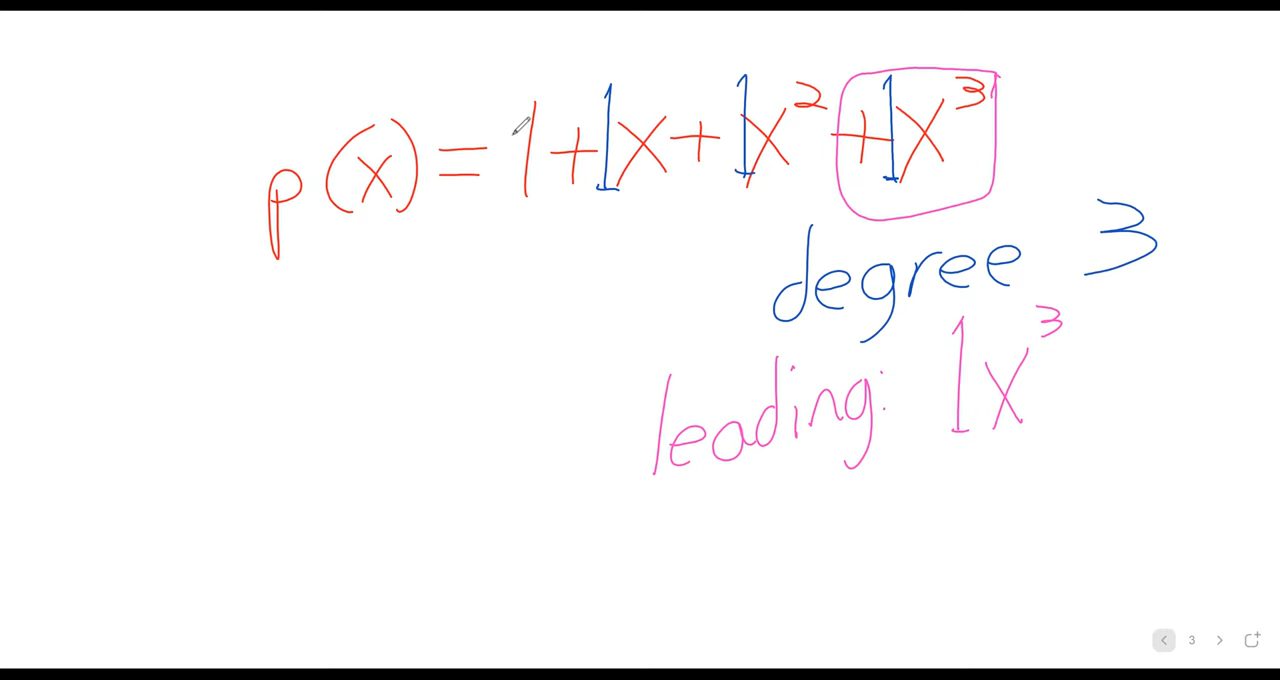 p(x) = 1 + 1x + 1x² + 1x³
degree 3
leading: 1x³
3